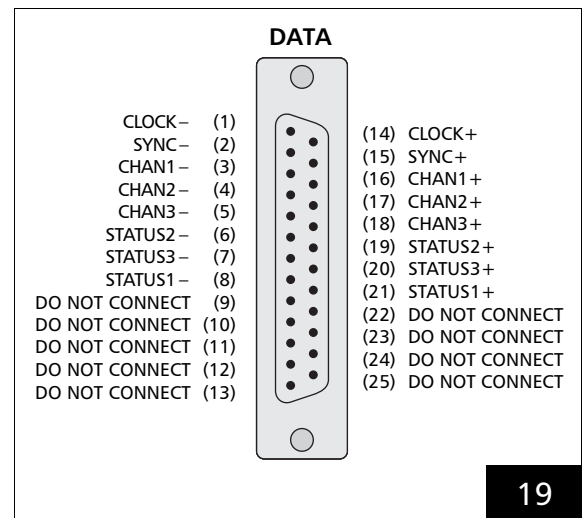 DATA
CLOCK– (1)
SYNC– (2)
CHAN1– (3)
CHAN2– (4)
CHAN3– (5)
STATUS2– (6)
STATUS3– (7)
STATUS1– (8)
DO NOT CONNECT (9)
DO NOT CONNECT (10)
DO NOT CONNECT (11)
DO NOT CONNECT (12)
DO NOT CONNECT (13)
(14) CLOCK+
(15) SYNC+
(16) CHAN1+
(17) CHAN2+
(18) CHAN3+
(19) STATUS2+
(20) STATUS3+
(21) STATUS1+
(22) DO NOT CONNECT
(23) DO NOT CONNECT
(24) DO NOT CONNECT
(25) DO NOT CONNECT
19